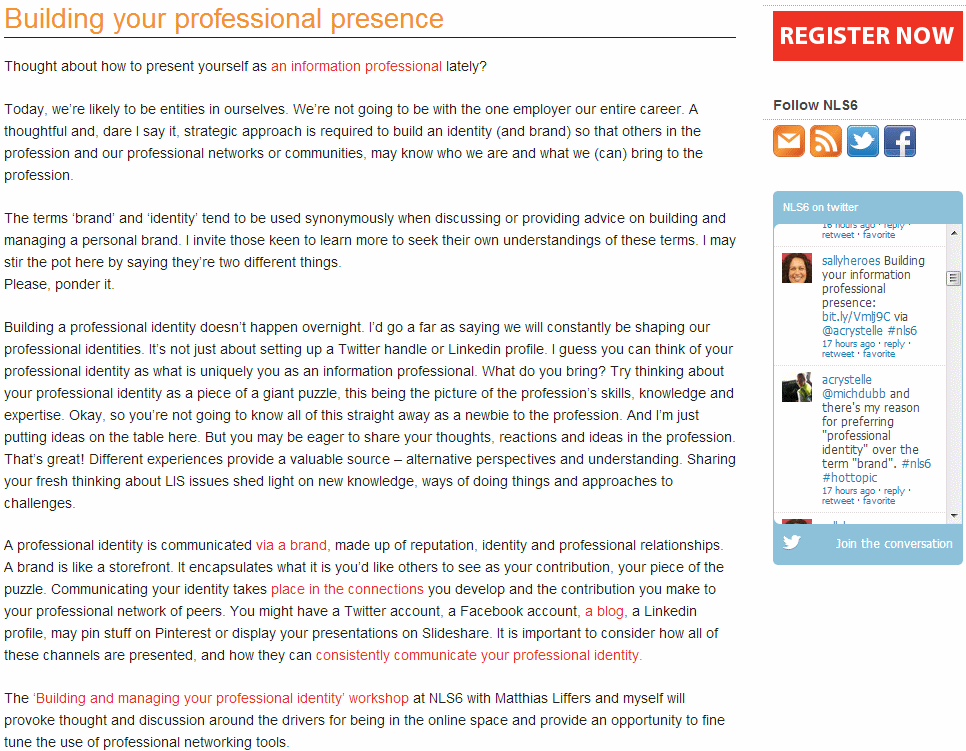 Building your professional presence
Thought about how to present yourself as an information professional lately?
Today, we're likely to be entities in ourselves. We're not going to be with the one employer our entire career. A
thoughtful and, dare I say it, strategic approach is required to build an identity (and brand) so that others in the
profession and our professional networks or communities, may know who we are and what we (can) bring to the
profession.
The terms ‘brand’ and ‘identity’ tend to be used synonymously when discussing or providing advice on building and
managing a personal brand. I invite those keen to learn more to seek their own understandings of these terms. I may
stir the pot here by saying they're two different things.
Please, ponder it.
Building a professional identity doesn't happen overnight. I'd go a far as saying we will constantly be shaping our
professional identities. It's not just about setting up a Twitter handle or Linkedin profile. I guess you can think of your
professional identity as what is uniquely you as an information professional. What do you bring? Try thinking about
your professional identity as a piece of a giant puzzle, this being the picture of the profession's skills, knowledge and
expertise. Okay, so you're not going to know all of this straight away as a newbie to the profession. And I'm just
putting ideas on the table here. But you may be eager to share your thoughts, reactions and ideas in the profession.
That's great! Different experiences provide a valuable source – alternative perspectives and understanding. Sharing
your fresh thinking about LIS issues shed light on new knowledge, ways of doing things and approaches to
challenges.
A professional identity is communicated via a brand, made up of reputation, identity and professional relationships.
A brand is like a storefront. It encapsulates what it is you'd like others to see as your contribution, your piece of the
puzzle. Communicating your identity takes place in the connections you develop and the contribution you make to
your professional network of peers. You might have a Twitter account, a Facebook account, a blog, a Linkedin
profile, may pin stuff on Pinterest or display your presentations on Slideshare. It is important to consider how all of
these channels are presented, and how they can consistently communicate your professional identity.
The ‘Building and managing your professional identity’ workshop at NLS6 with Matthias Liffers and myself will
provoke thought and discussion around the drivers for being in the online space and provide an opportunity to fine
tune the use of professional networking tools.
REGISTER NOW
Follow NLS6
NLS6 on twitter
16 hours ago · reply ·
retweet · favorite
sallyheroes Building
your information
professional
presence:
bit.ly/Vmlj9C via
@acrystelle #nls6
17 hours ago · reply ·
retweet · favorite
acrystelle
@michdubb and
there's my reason
for preferring
"professional
identity" over the
term "brand". #nls6
#hottopic
17 hours ago · reply ·
retweet · favorite
Join the conversation